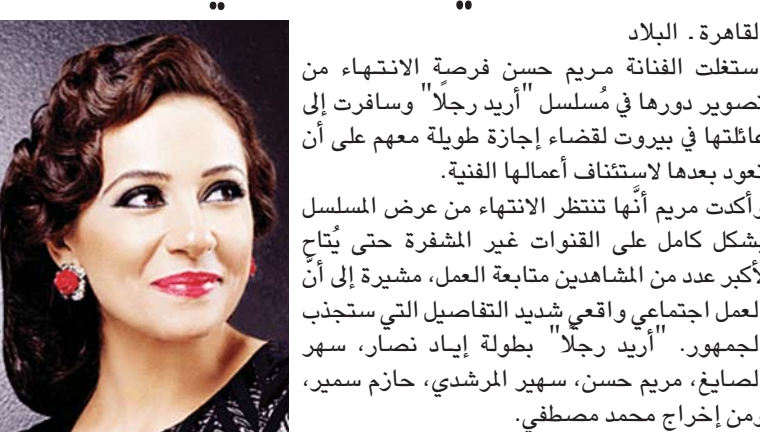 القاهرة ـ البلاد
استغلت الفنانة مريم حسن فرصة الانتهاء من
تصوير دورها في مُسلسل "أريد رجلًا" وسافرت إلى
عائلتها في بيروت لقضاء إجازة طويلة معهم على أن
تعود بعدها لاستئناف أعمالها الفنية.
وأكدت مريم أنَّها تنتظر الانتهاء من عرض المسلسل
بشكل كامل على القنوات غير المشفرة حتى يُتاح
لأكبر عدد من المشاهدين متابعة العمل، مشيرة إلى أنَّ
العمل اجتماعي واقعي شديد التفاصيل التي ستجذب
الجمهور. "أريد رجلًا" بطولة إياد نصار، سهر
الصايغ، مريم حسن، سهير المرشدي، حازم سمير،
ومن إخراج محمد مصطفي.